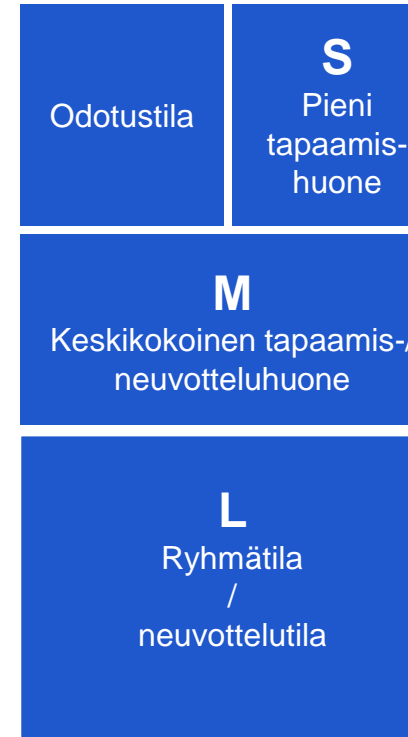 Odotustila
S
Pieni
tapaamis-
huone
M
Keskikokoinen tapaamis-/
neuvotteluhuone
L
Ryhmätila
/
neuvottelutila